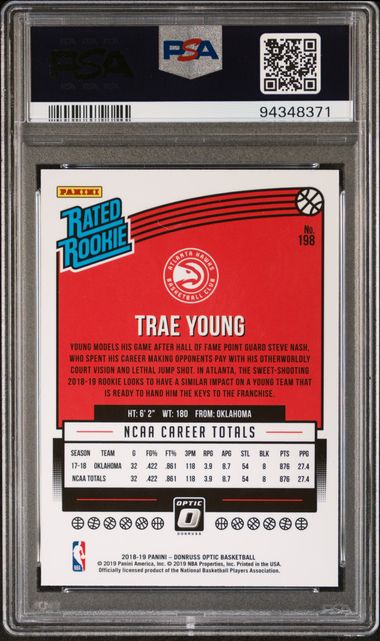 PSA
PSA
94348371
PANINI
RATED
ROOKIE
No.
198
ATLANTA HAWKS
BASKETBALL CLUB
TRAE YOUNG
YOUNG MODELS HIS GAME AFTER HALL OF FAME POINT GUARD STEVE NASH,
WHO SPENT HIS CAREER MAKING OPPONENTS PAY WITH HIS OTHERWORLDLY
COURT VISION AND LETHAL JUMP SHOT. IN ATLANTA, THE SWEET-SHOOTING
2018-19 ROOKIE LOOKS TO HAVE A SIMILAR IMPACT ON A YOUNG TEAM THAT
IS READY TO HAND HIM THE KEYS TO THE FRANCHISE.
HT: 6' 2" WT: 180 FROM: OKLAHOMA
NCAA CAREER TOTALS
SEASON TEAM G FG% FT% 3PM RPG APG STL BLK PTS PPG
17-18 OKLAHOMA 32 .422 .861 118 3.9 8.7 54 8 876 27.4
NCAA TOTALS 32 .422 .861 118 3.9 8.7 54 8 876 27.4
OPTIC
DONRUSS
NBA
2018-19 PANINI - DONRUSS OPTIC BASKETBALL
© 2019 Panini America, Inc. © 2019 NBA Properties, Inc. Printed in the USA.
Officially licensed product of the National Basketball Players Association.
PSA